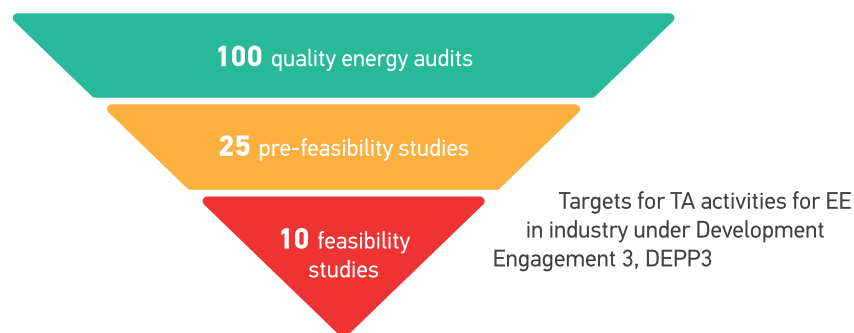 100 quality energy audits
25 pre-feasibility studies
10 feasibility
studies
Targets for TA activities for EE
in industry under Development
Engagement 3, DEPP3